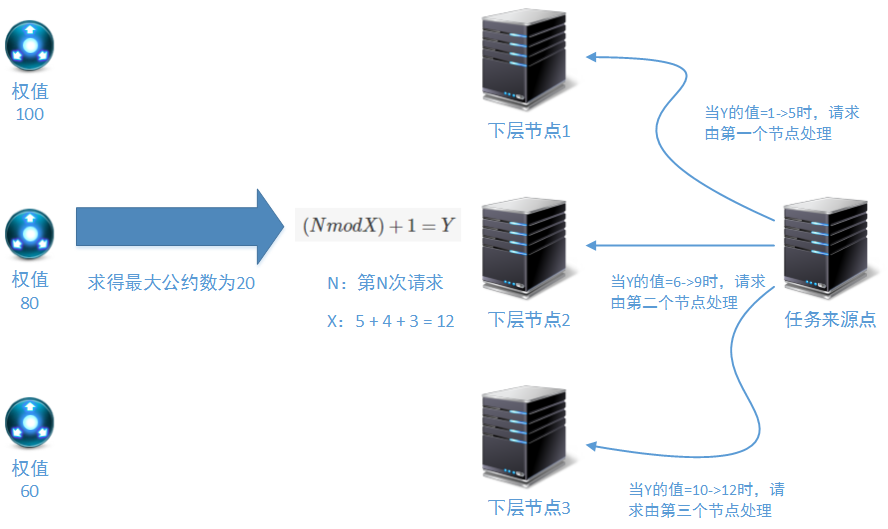 权值
100
下层节点1
当Y的值=1->5时，请求
由第一个节点处理
权值
80
求得最大公约数为20
(NmodX) + 1 = Y
N：第N次请求
X：5 + 4 + 3 = 12
下层节点2
当Y的值=6->9时，请求
由第二个节点处理
任务来源点
权值
60
下层节点3
当Y的值=10->12时，请
求由第三个节点处理